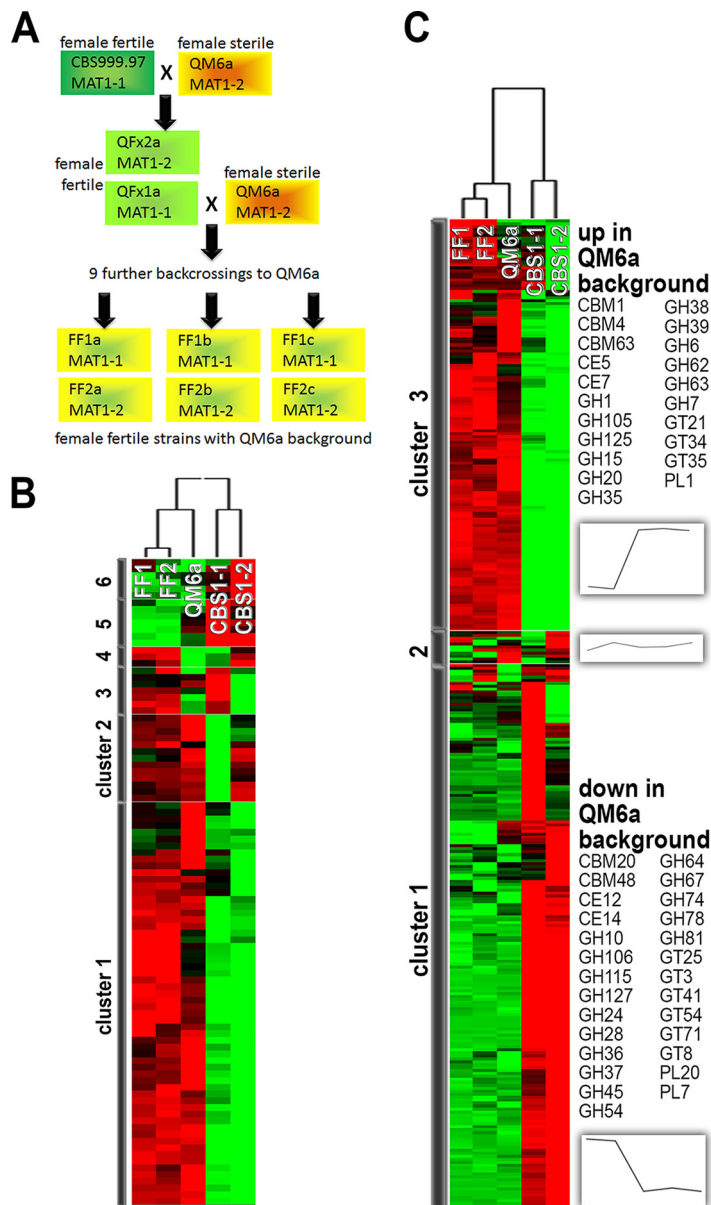 A
female fertile
female sterile
CBS999.97
MAT1-1
X
QM6a
MAT1-2
QFx2a
MAT1-2
female
fertile
female sterile
QFx1a
MAT1-1
X
QM6a
MAT1-2
9 further backcrossings to QM6a
FF1a
MAT1-1
FF1b
MAT1-1
FF1c
MAT1-1
FF2a
MAT1-2
FF2b
MAT1-2
FF2c
MAT1-2
female fertile strains with QM6a background
B
FF1
FF2
QM6a
CBS1-1
CBS1-2
6
5
4
3
cluster 2
cluster 1
C
FF1
FF2
QM6a
CBS1-1
CBS1-2
cluster 3
2
cluster 1
up in
QM6a
background
CBM1
CBM4
CBM63
CE5
CE7
GH1
GH105
GH125
GH15
GH20
GH35
GH38
GH39
GH6
GH62
GH63
GH7
GT21
GT34
GT35
PL1
down in
QM6a
background
CBM20
CBM48
CE12
CE14
GH10
GH106
GH115
GH127
GH24
GH28
GH36
GH37
GH45
GH54
GH64
GH67
GH74
GH78
GH81
GT25
GT3
GT41
GT54
GT71
GT8
PL20
PL7